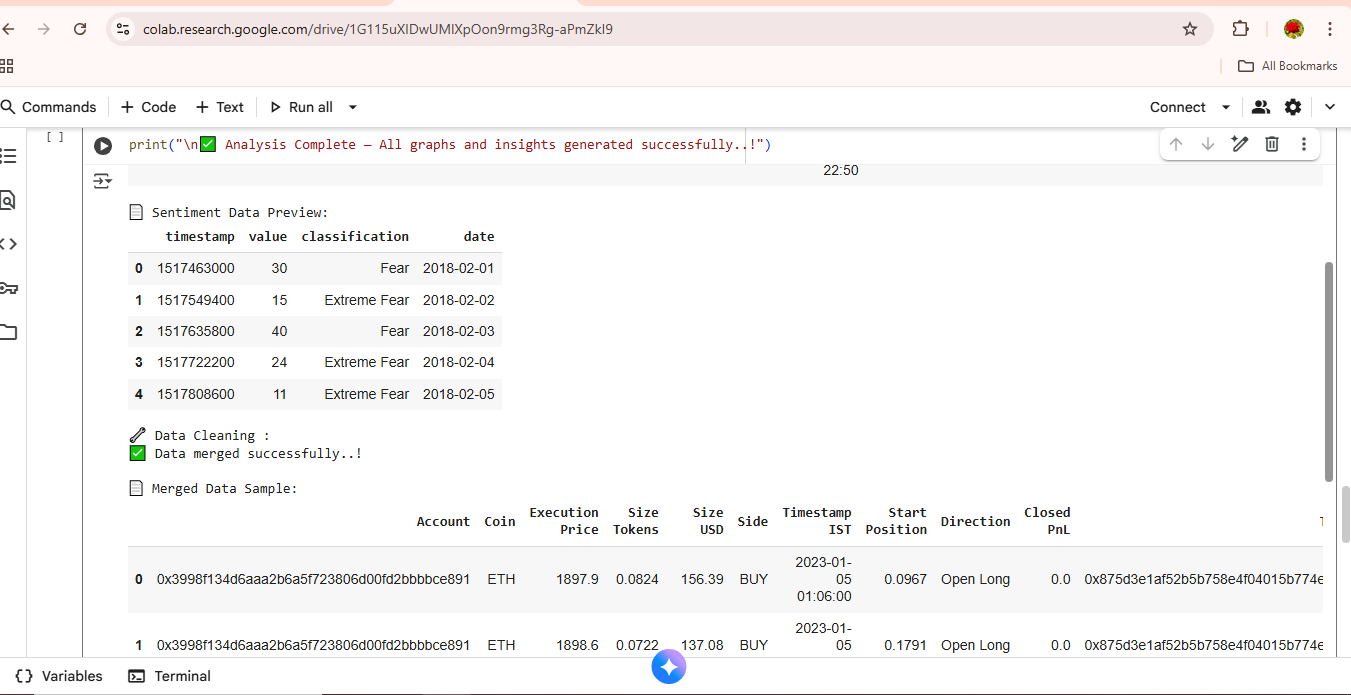 colab.research.google.com/drive/1G115uXIDwUMIXpOon9rmg3Rg-aPmZkI9
All Bookmarks
Commands + Code + Text Run all Connect
[ ] print("\n✅ Analysis Complete — All graphs and insights generated successfully..!")
22:50
📄 Sentiment Data Preview:
timestamp value classification date
0 1517463000 30 Fear 2018-02-01
1 1517549400 15 Extreme Fear 2018-02-02
2 1517635800 40 Fear 2018-02-03
3 1517722200 24 Extreme Fear 2018-02-04
4 1517808600 11 Extreme Fear 2018-02-05
🔧 Data Cleaning :
✅ Data merged successfully..!
📄 Merged Data Sample:
Account Coin Execution Price Size Tokens Size USD Side Timestamp IST Start Position Direction Closed PnL
0 0x3998f134d6aaa2b6a5f723806d00fd2bbbbce891 ETH 1897.9 0.0824 156.39 BUY 2023-01-05 01:06:00 0.0967 Open Long 0.0 0x875d3e1af52b5b758e4f04015b774e
1 0x3998f134d6aaa2b6a5f723806d00fd2bbbbce891 ETH 1898.6 0.0722 137.08 BUY 2023-01-05 0.1791 Open Long 0.0 0x875d3e1af52b5b758e4f04015b774e
{} Variables Terminal